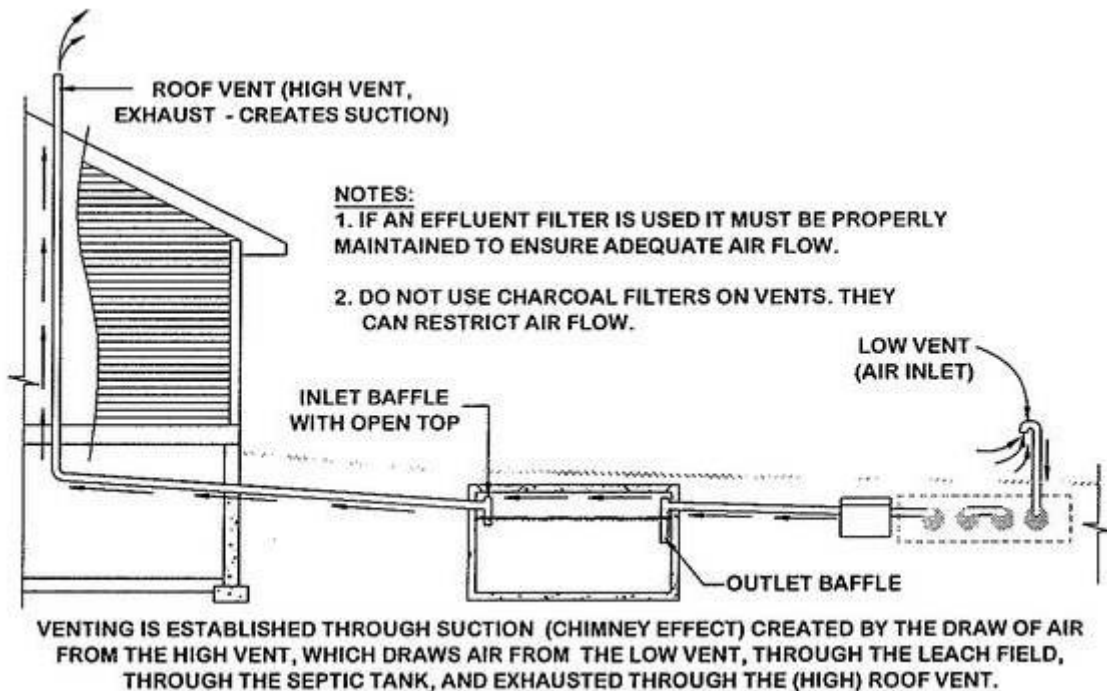 ROOF VENT (HIGH VENT,
EXHAUST - CREATES SUCTION)
NOTES:
1. IF AN EFFLUENT FILTER IS USED IT MUST BE PROPERLY
MAINTAINED TO ENSURE ADEQUATE AIR FLOW.
2. DO NOT USE CHARCOAL FILTERS ON VENTS. THEY
CAN RESTRICT AIR FLOW.
LOW VENT
(AIR INLET)
INLET BAFFLE
WITH OPEN TOP
OUTLET BAFFLE
VENTING IS ESTABLISHED THROUGH SUCTION (CHIMNEY EFFECT) CREATED BY THE DRAW OF AIR
FROM THE HIGH VENT, WHICH DRAWS AIR FROM THE LOW VENT, THROUGH THE LEACH FIELD,
THROUGH THE SEPTIC TANK, AND EXHAUSTED THROUGH THE (HIGH) ROOF VENT.